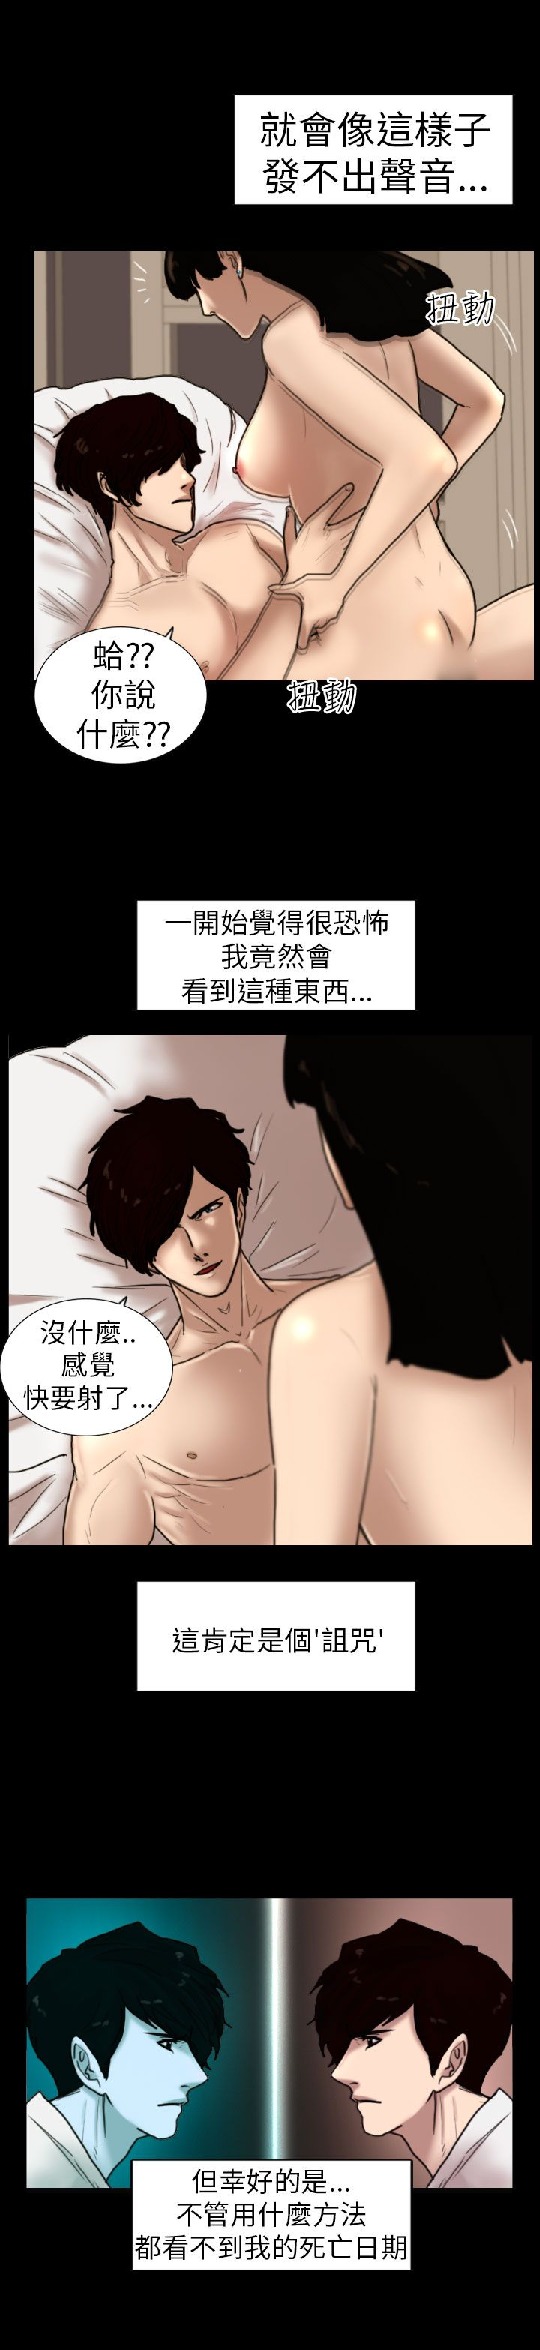 就會像這樣子
發不出聲音...
扭動
蛤??
你說
什麼??
扭動
一開始覺得很恐怖
我竟然會
看到這種東西...
沒什麼..
感覺
快要射了...
這肯定是個'詛咒'
但幸好的是...
不管用什麼方法
都看不到我的死亡日期